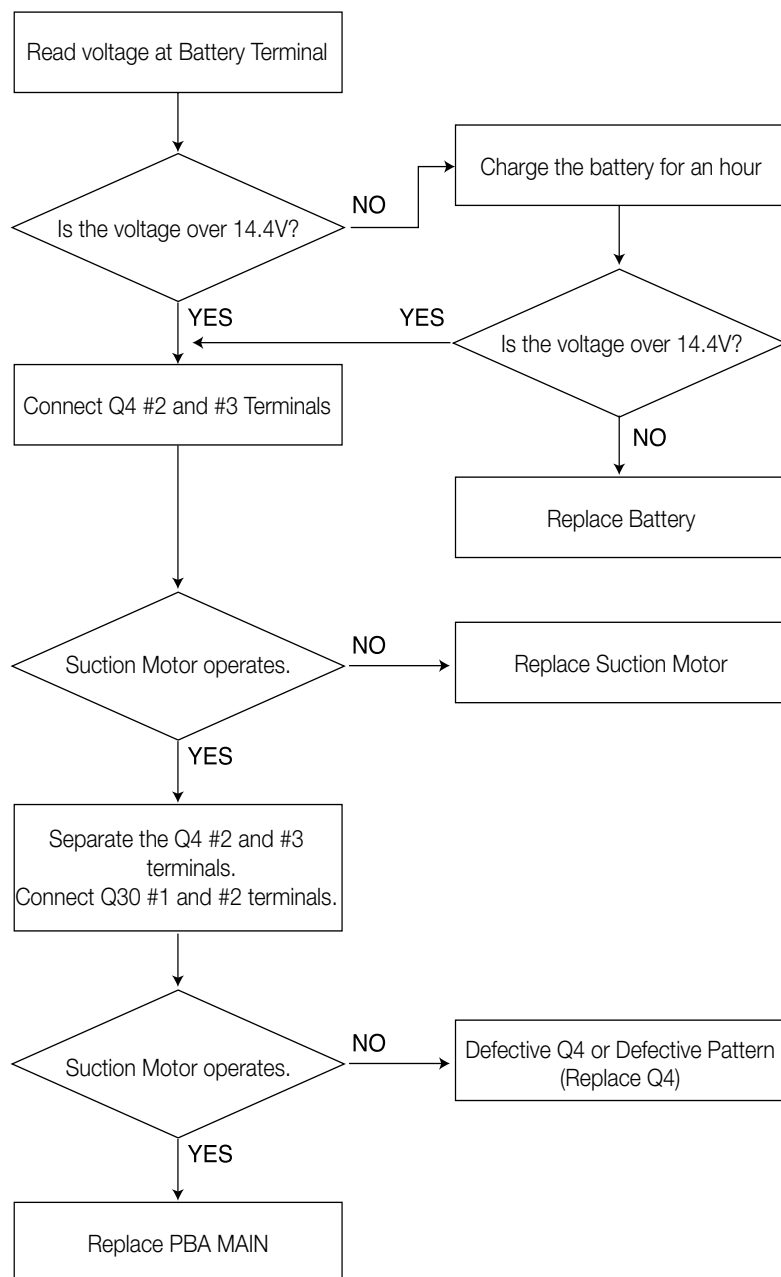 Read voltage at Battery Terminal
Charge the battery for an hour
NO
Is the voltage over 14.4V?
YES
YES
Is the voltage over 14.4V?
Connect Q4 #2 and #3 Terminals
NO
Replace Battery
NO
Suction Motor operates.
Replace Suction Motor
YES
Separate the Q4 #2 and #3
terminals.
Connect Q30 #1 and #2 terminals.
NO
Suction Motor operates.
Defective Q4 or Defective Pattern
(Replace Q4)
YES
Replace PBA MAIN